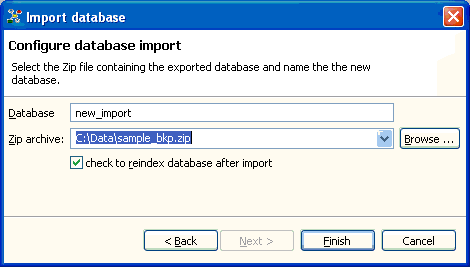 Import database
Configure database import
Select the Zip file containing the exported database and name the the new
database.
Database new_import
Zip archive: C:\Data\sample_bkp.zip Browse ...
check to reindex database after import
< Back Next > Finish Cancel